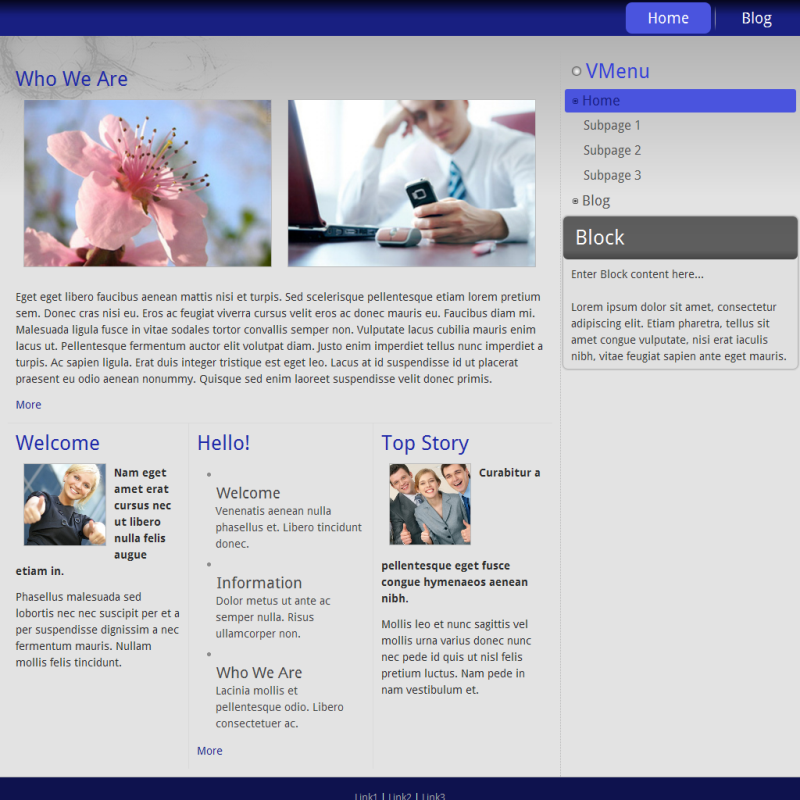 Home
Blog
Who We Are
Eget eget libero faucibus aenean mattis nisi et turpis. Sed scelerisque pellentesque etiam lorem pretium
sem. Donec cras nisi eu. Eros ac feugiat viverra cursus velit eros ac donec mauris eu. Faucibus diam mi.
Malesuada ligula fusce in vitae sodales tortor convallis semper non. Vulputate lacus cubilia mauris enim
lacus ut. Pellentesque fermentum auctor elit volutpat diam. Justo enim imperdiet tellus nunc imperdiet a
turpis. Ac sapien ligula. Erat duis integer tristique est eget leo. Lacus at id suspendisse id ut placerat
praesent eu odio aenean nonummy. Quisque sed enim laoreet suspendisse velit donec primis.
More
Welcome
Nam eget
amet erat
cursus nec
ut libero
nulla felis
augue
etiam in.
Phasellus malesuada sed
lobortis nec nec suscipit per et a
per suspendisse dignissim a nec
fermentum mauris. Nullam
mollis felis tincidunt.
Hello!
Welcome
Venenatis aenean nulla
phasellus et. Libero tincidunt
donec.
Information
Dolor metus ut ante ac
semper nulla. Risus
ullamcorper non.
Who We Are
Lacinia mollis et
pellentesque odio. Libero
consectetuer ac.
More
Top Story
Curabitur a
pellentesque eget fusce
congue hymenaeos aenean
nibh.
Mollis leo et nunc sagittis vel
mollis urna varius donec nunc
nec pede id quis ut nisl felis
pretium luctus. Nam pede in
nam vestibulum et.
VMenu
Home
Subpage 1
Subpage 2
Subpage 3
Blog
Block
Enter Block content here...
Lorem ipsum dolor sit amet, consectetur
adipiscing elit. Etiam pharetra, tellus sit
amet congue vulputate, nisi erat iaculis
nibh, vitae feugiat sapien ante eget mauris.
Link1 | Link2 | Link3